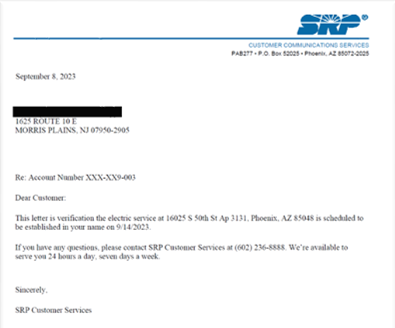 SRP
CUSTOMER COMMUNICATIONS SERVICES
PAB277 • P.O. Box 52025 • Phoenix, AZ 85072-2025
September 8, 2023
1625 ROUTE 10 E
MORRIS PLAINS, NJ 07950-2905
Re: Account Number XXX-XX9-003
Dear Customer:
This letter is verification the electric service at 16025 S 50th St Ap 3131, Phoenix, AZ 85048 is scheduled to
be established in your name on 9/14/2023.
If you have any questions, please contact SRP Customer Services at (602) 236-8888. We're available to
serve you 24 hours a day, seven days a week.
Sincerely,
SRP Customer Services